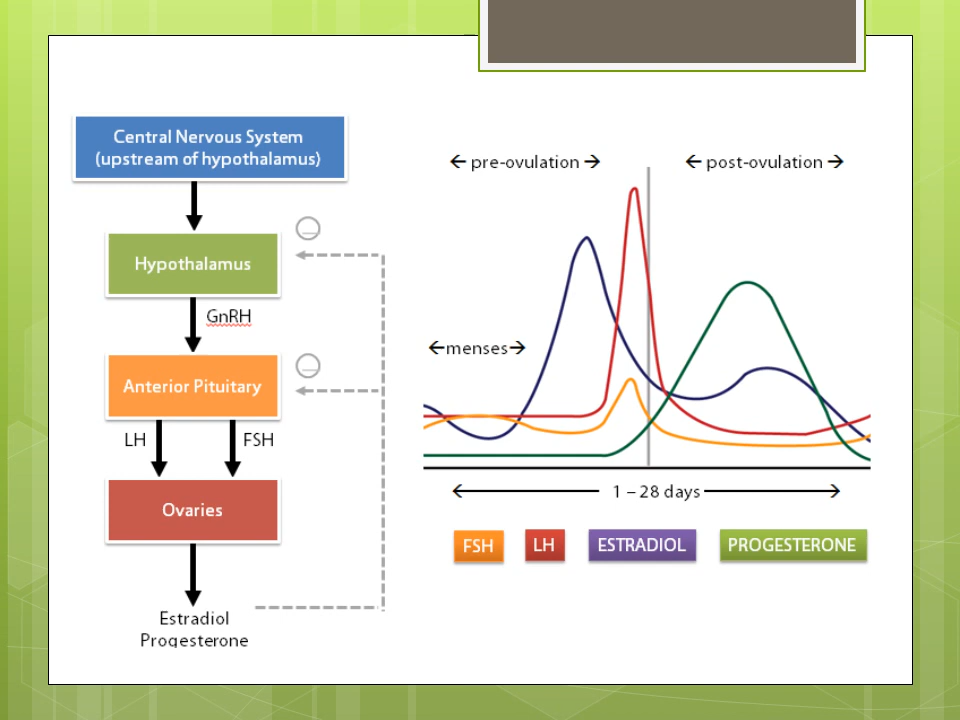 Central Nervous System
(upstream of hypothalamus)
Hypothalamus
GnRH
Anterior Pituitary
LH
FSH
Ovaries
Estradiol
Progesterone
← pre-ovulation →
← post-ovulation →
←menses→
1 – 28 days
FSH
LH
ESTRADIOL
PROGESTERONE